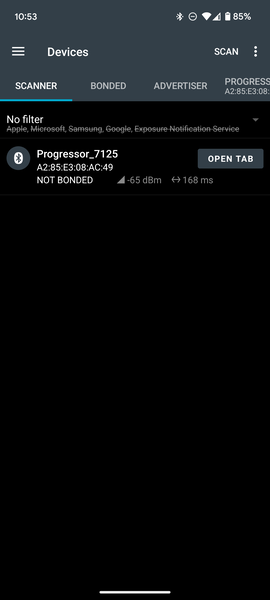 10:53
85%
Devices
SCAN
SCANNER
BONDED
ADVERTISER
PROGRESS
A2:85:E3:08:
No filter
Apple, Microsoft, Samsung, Google, Exposure Notification Service
Progressor_7125
A2:85:E3:08:AC:49
OPEN TAB
NOT BONDED
-65 dBm
168 ms